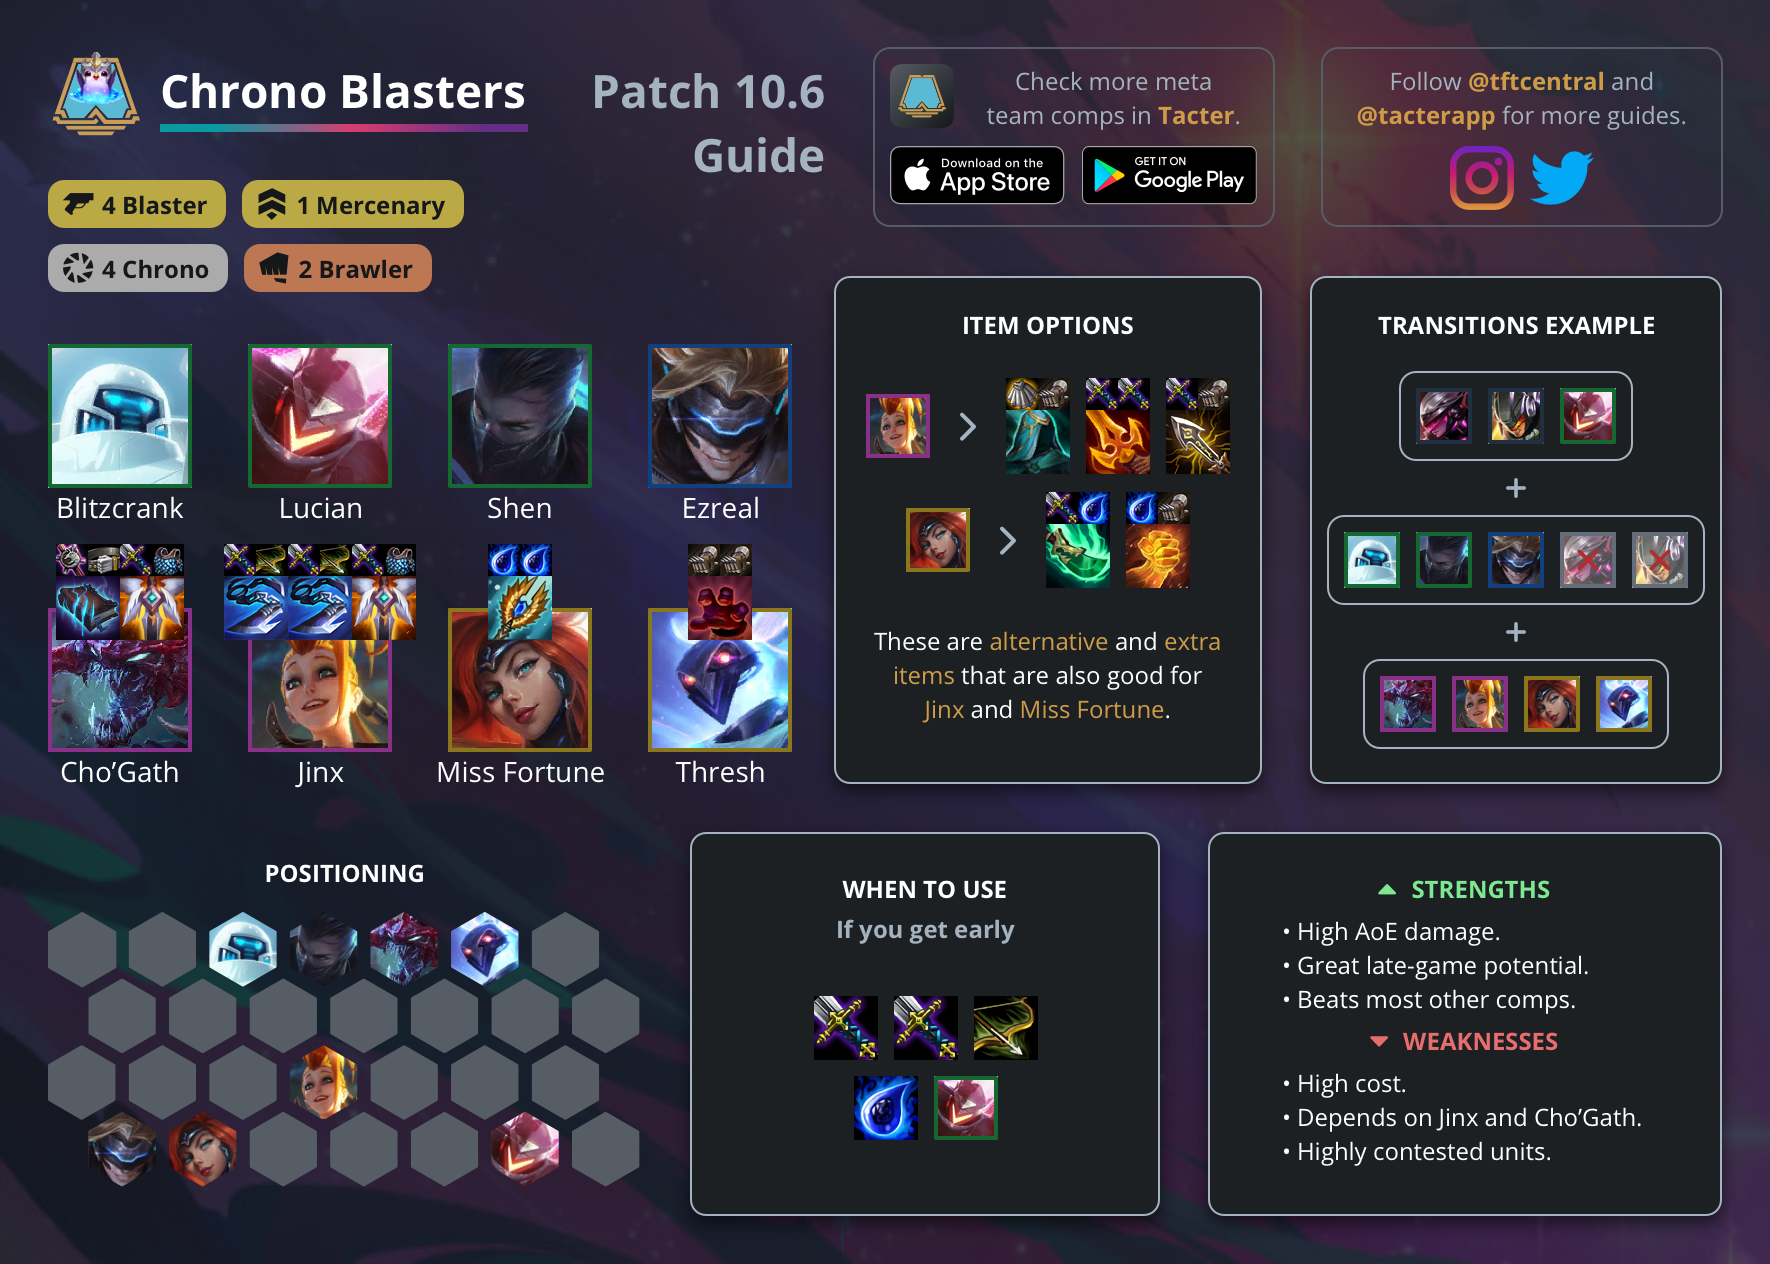 Chrono Blasters
Patch 10.6
Guide
Check more meta
team comps in Tacter.
Download on the
App Store
GET IT ON
Google Play
Follow @tftcentral and
@tacterapp for more guides.
4 Blaster
1 Mercenary
4 Chrono
2 Brawler
Blitzcrank
Lucian
Shen
Ezreal
Cho’Gath
Jinx
Miss Fortune
Thresh
ITEM OPTIONS
These are alternative and extra
items that are also good for
Jinx and Miss Fortune.
TRANSITIONS EXAMPLE
+
+
POSITIONING
WHEN TO USE
If you get early
STRENGTHS
• High AoE damage.
• Great late-game potential.
• Beats most other comps.
WEAKNESSES
• High cost.
• Depends on Jinx and Cho’Gath.
• Highly contested units.